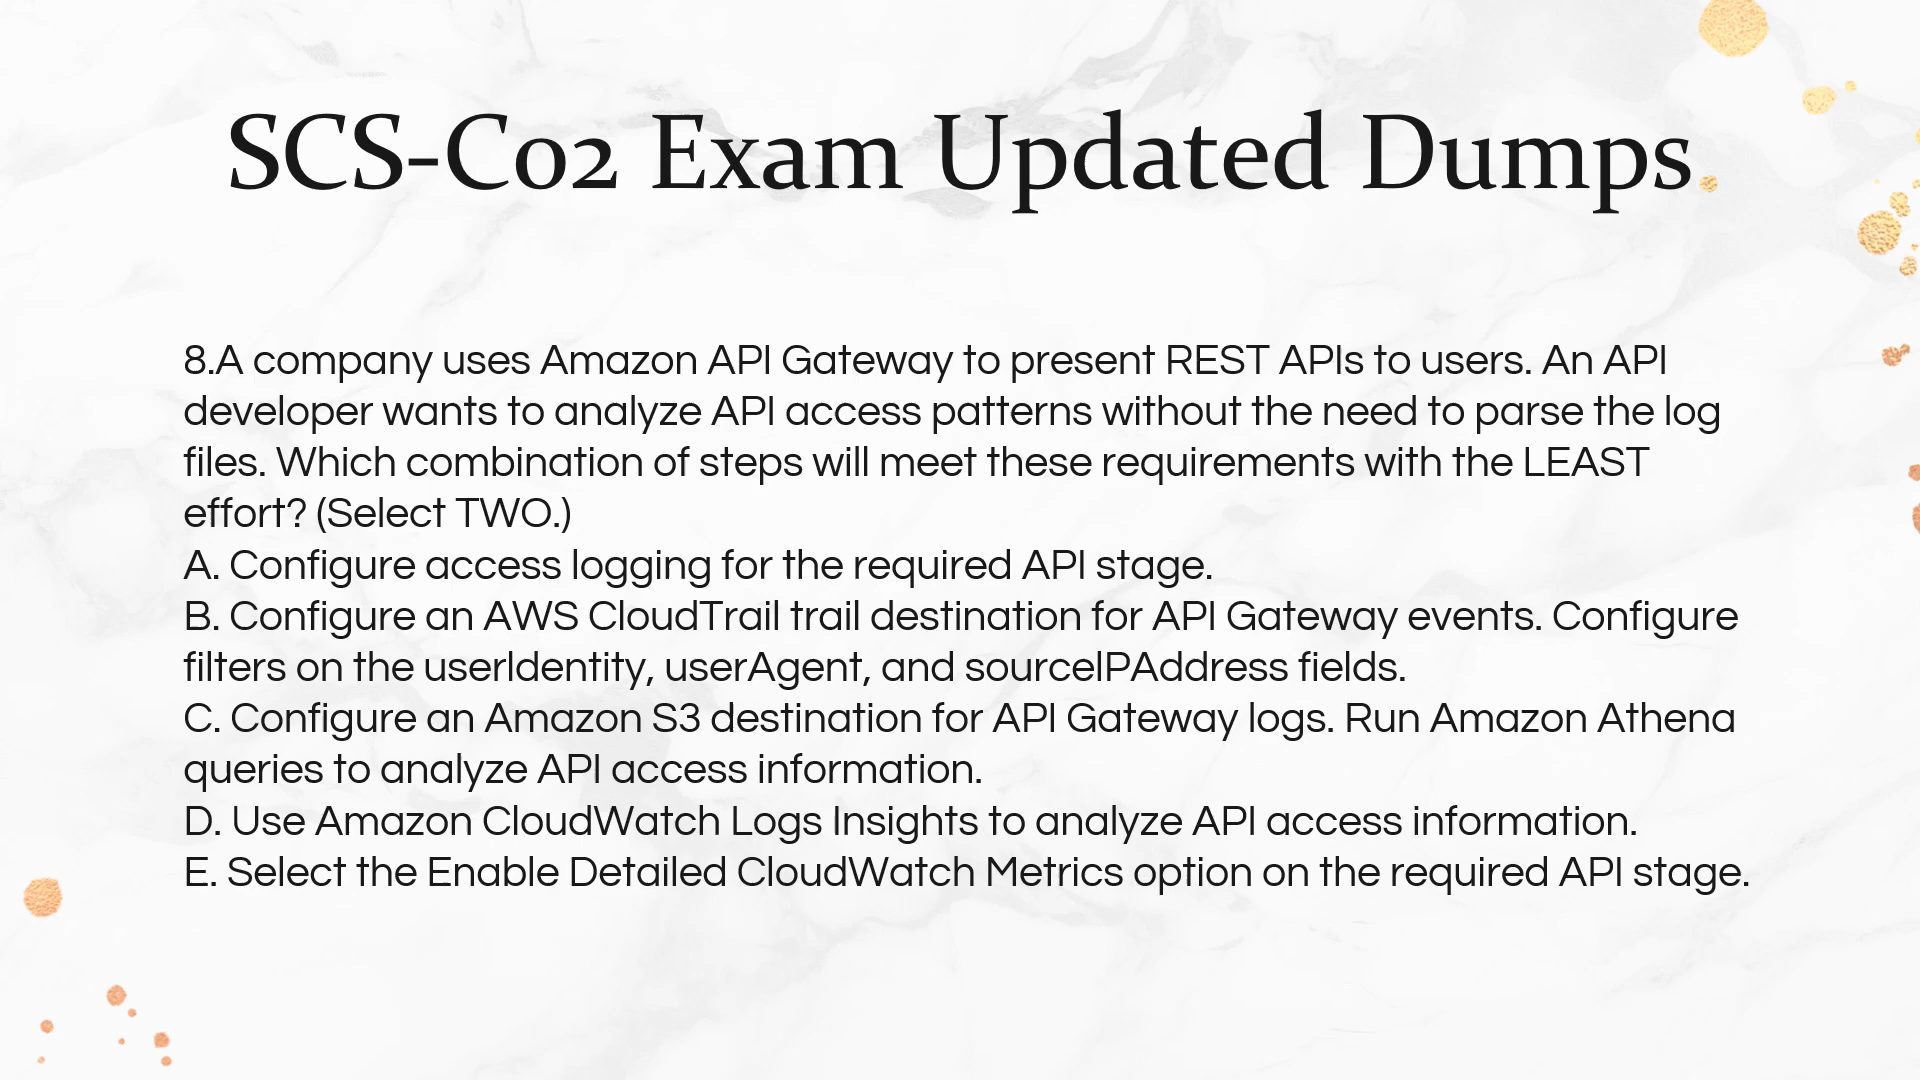 SCS-C02 Exam Updated Dumps
8.A company uses Amazon API Gateway to present REST APIs to users. An API
developer wants to analyze API access patterns without the need to parse the log
files. Which combination of steps will meet these requirements with the LEAST
effort? (Select TWO.)
A. Configure access logging for the required API stage.
B. Configure an AWS CloudTrail trail destination for API Gateway events. Configure
filters on the userIdentity, userAgent, and sourceIPAddress fields.
C. Configure an Amazon S3 destination for API Gateway logs. Run Amazon Athena
queries to analyze API access information.
D. Use Amazon CloudWatch Logs Insights to analyze API access information.
E. Select the Enable Detailed CloudWatch Metrics option on the required API stage.